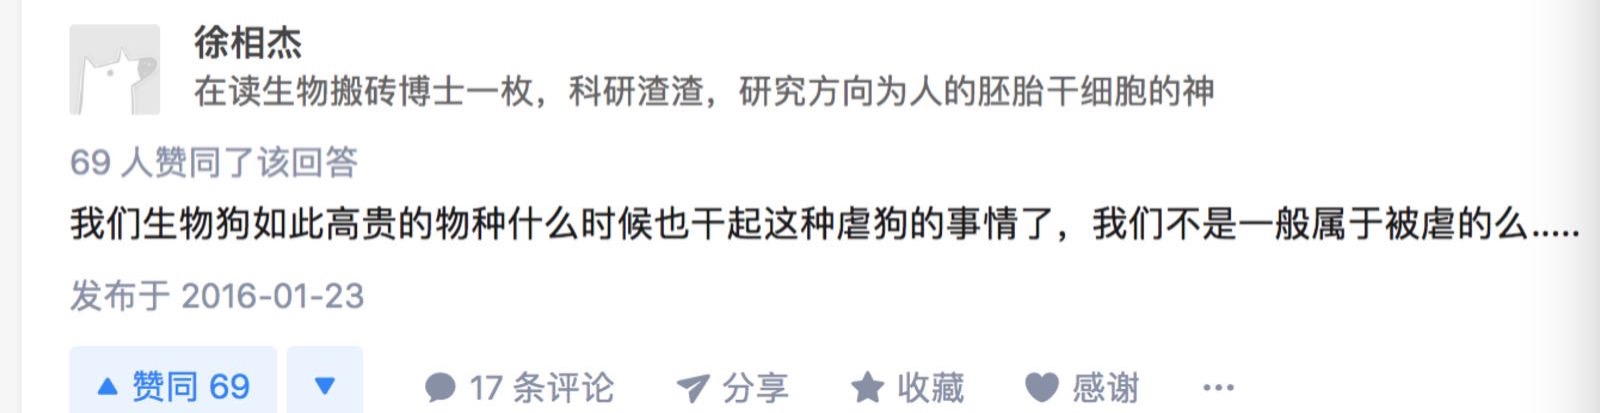 徐相杰
在读生物搬砖博士一枚，科研渣渣，研究方向为人的胚胎干细胞的神
69 人赞同了该回答
我们生物狗如此高贵的物种什么时候也干起这种虐狗的事情了，我们不是一般属于被虐的么.....
发布于 2016-01-23
赞同 69 17 条评论 分享 收藏 感谢 ···